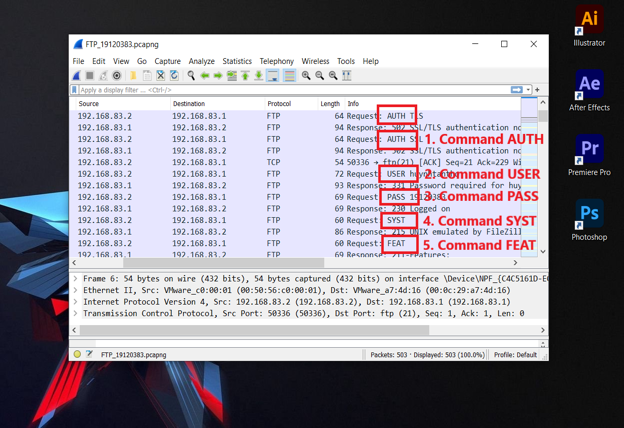 Ai
Illustrator
Ae
After Effects
Pr
Premiere Pro
Ps
Photoshop
FTP_19120383.pcapng
File Edit View Go Capture Analyze Statistics Telephony Wireless Tools Help
Apply a display filter ... <Ctrl-/>
Source Destination Protocol Length Info
192.168.83.2 192.168.83.1 FTP 64 Request: AUTH TLS
192.168.83.1 192.168.83.2 FTP 94 Response: 502 SSL/TLS authentication
192.168.83.2 192.168.83.1 FTP 64 Request: AUTH SSL
1. Command AUTH
192.168.83.1 192.168.83.2 FTP 94 Response: 502 SSL/TLS authentication
192.168.83.2 192.168.83.1 TCP 54 50336 → ftp(21) [ACK] Seq=21 Ack=229
192.168.83.2 192.168.83.1 FTP 72 Request: USER
2. Command USER
192.168.83.1 192.168.83.2 FTP 93 Response: 331 Password required for
192.168.83.2 192.168.83.1 FTP 69 Request: PASS
3. Command PASS
192.168.83.1 192.168.83.2 FTP 69 Response: 230 Logged on
192.168.83.2 192.168.83.1 FTP 60 Request: SYST
4. Command SYST
192.168.83.1 192.168.83.2 FTP 86 Response: 215 UNIX emulated by
192.168.83.2 192.168.83.1 FTP 60 Request: FEAT
5. Command FEAT
192.168.83.1 192.168.83.2 FTP 69 Response: 211-Features:
Frame 6: 54 bytes on wire (432 bits), 54 bytes captured (432 bits) on interface
Ethernet II, Src: VMware_c0:00:01 (00:50:56:c0:00:01), Dst: VMware_a7:4d:16 (00:0c:29:a7:4d:16)
Internet Protocol Version 4, Src: 192.168.83.2 (192.168.83.2), Dst: 192.168.83.1 (192.168.83.1)
Transmission Control Protocol, Src Port: 50336 (50336), Dst Port: ftp (21), Seq: 1, Ack: 1, Len: 0
FTP_19120383.pcapng Packets: 503 · Displayed: 503 (100.0%) Profile: Default